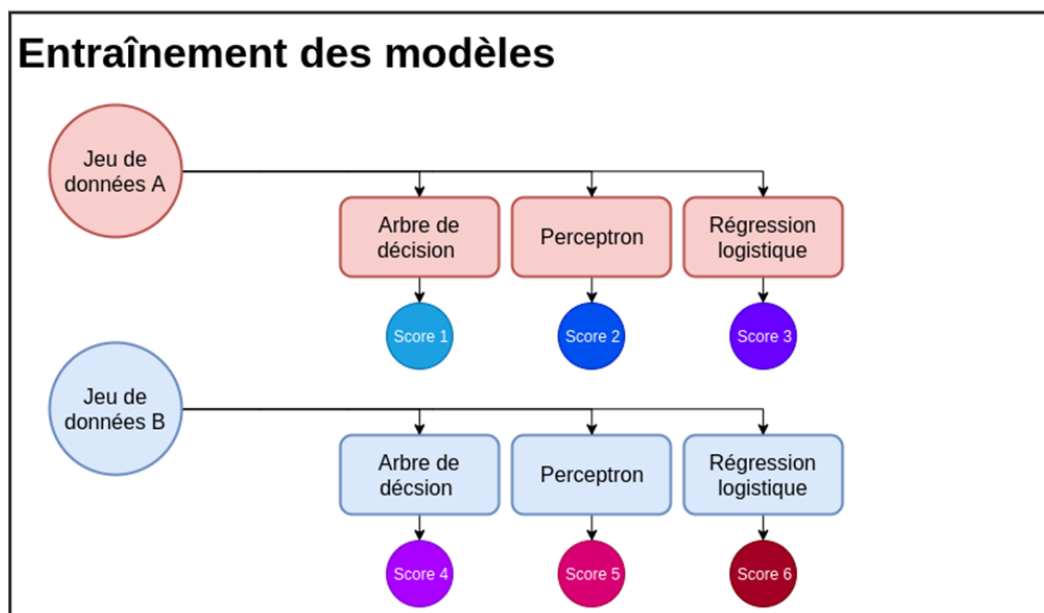 Entraînement des modèles
Jeu de
données A
Arbre de
décision
Perceptron
Régression
logistique
Score 1
Score 2
Score 3
Jeu de
données B
Arbre de
décsion
Perceptron
Régression
logistique
Score 4
Score 5
Score 6